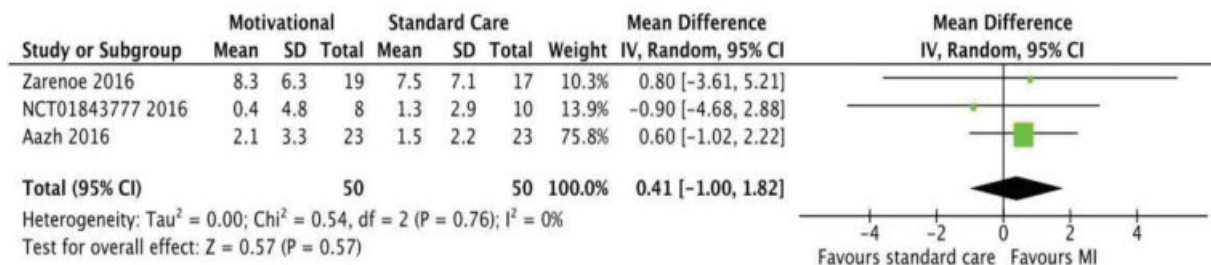 Motivational Standard Care Mean Difference Mean Difference
Study or Subgroup Mean SD Total Mean SD Total Weight IV, Random, 95% CI IV, Random, 95% CI
Zarenoe 2016 8.3 6.3 19 7.5 7.1 17 10.3% 0.80 [-3.61, 5.21]
NCT01843777 2016 0.4 4.8 8 1.3 2.9 10 13.9% -0.90 [-4.68, 2.88]
Aazh 2016 2.1 3.3 23 1.5 2.2 23 75.8% 0.60 [-1.02, 2.22]
Total (95% CI) 50 50 100.0% 0.41 [-1.00, 1.82]
Heterogeneity: Tau² = 0.00; Chi² = 0.54, df = 2 (P = 0.76); I² = 0%
Test for overall effect: Z = 0.57 (P = 0.57)
-4 -2 0 2 4
Favours standard care Favours MI